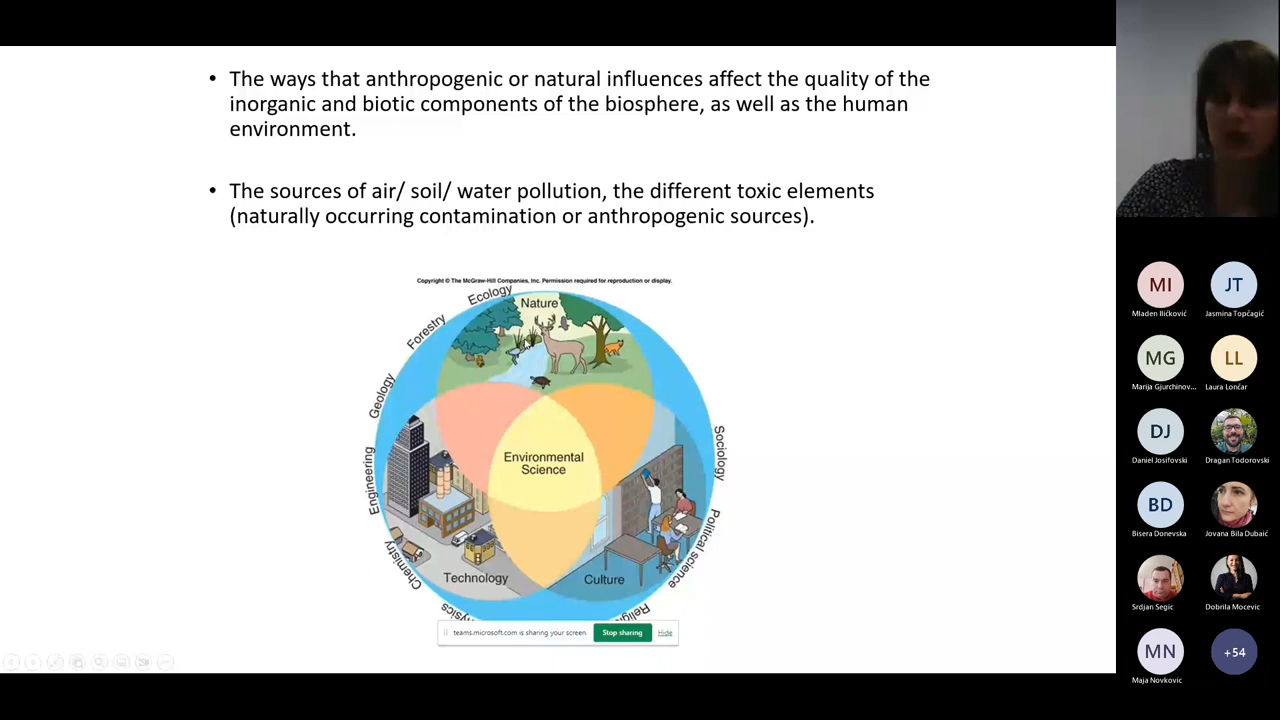 • The ways that anthropogenic or natural influences affect the quality of the
inorganic and biotic components of the biosphere, as well as the human
environment.
• The sources of air/ soil/ water pollution, the different toxic elements
(naturally occurring contamination or anthropogenic sources).
Copyright © The McGraw-Hill Companies, Inc. Permission required for reproduction or display.
Ecology
Nature
Forestry
Geology
Engineering
Chemistry
Sociology
Political science
Environmental
Science
Technology
Culture
teams.microsoft.com is sharing your screen.
Stop sharing
Hide
MI
Mladen Iličković
JT
Jasmina Topčagić
MG
Marija Gjurchinov...
LL
Laura Lončar
DJ
Daniel Josifovski
Dragan Todorovski
BD
Bisera Donevska
Jovana Bila Dubaić
Srdjan Segic
Dobrila Mocevic
MN
Maja Novkovic
+54